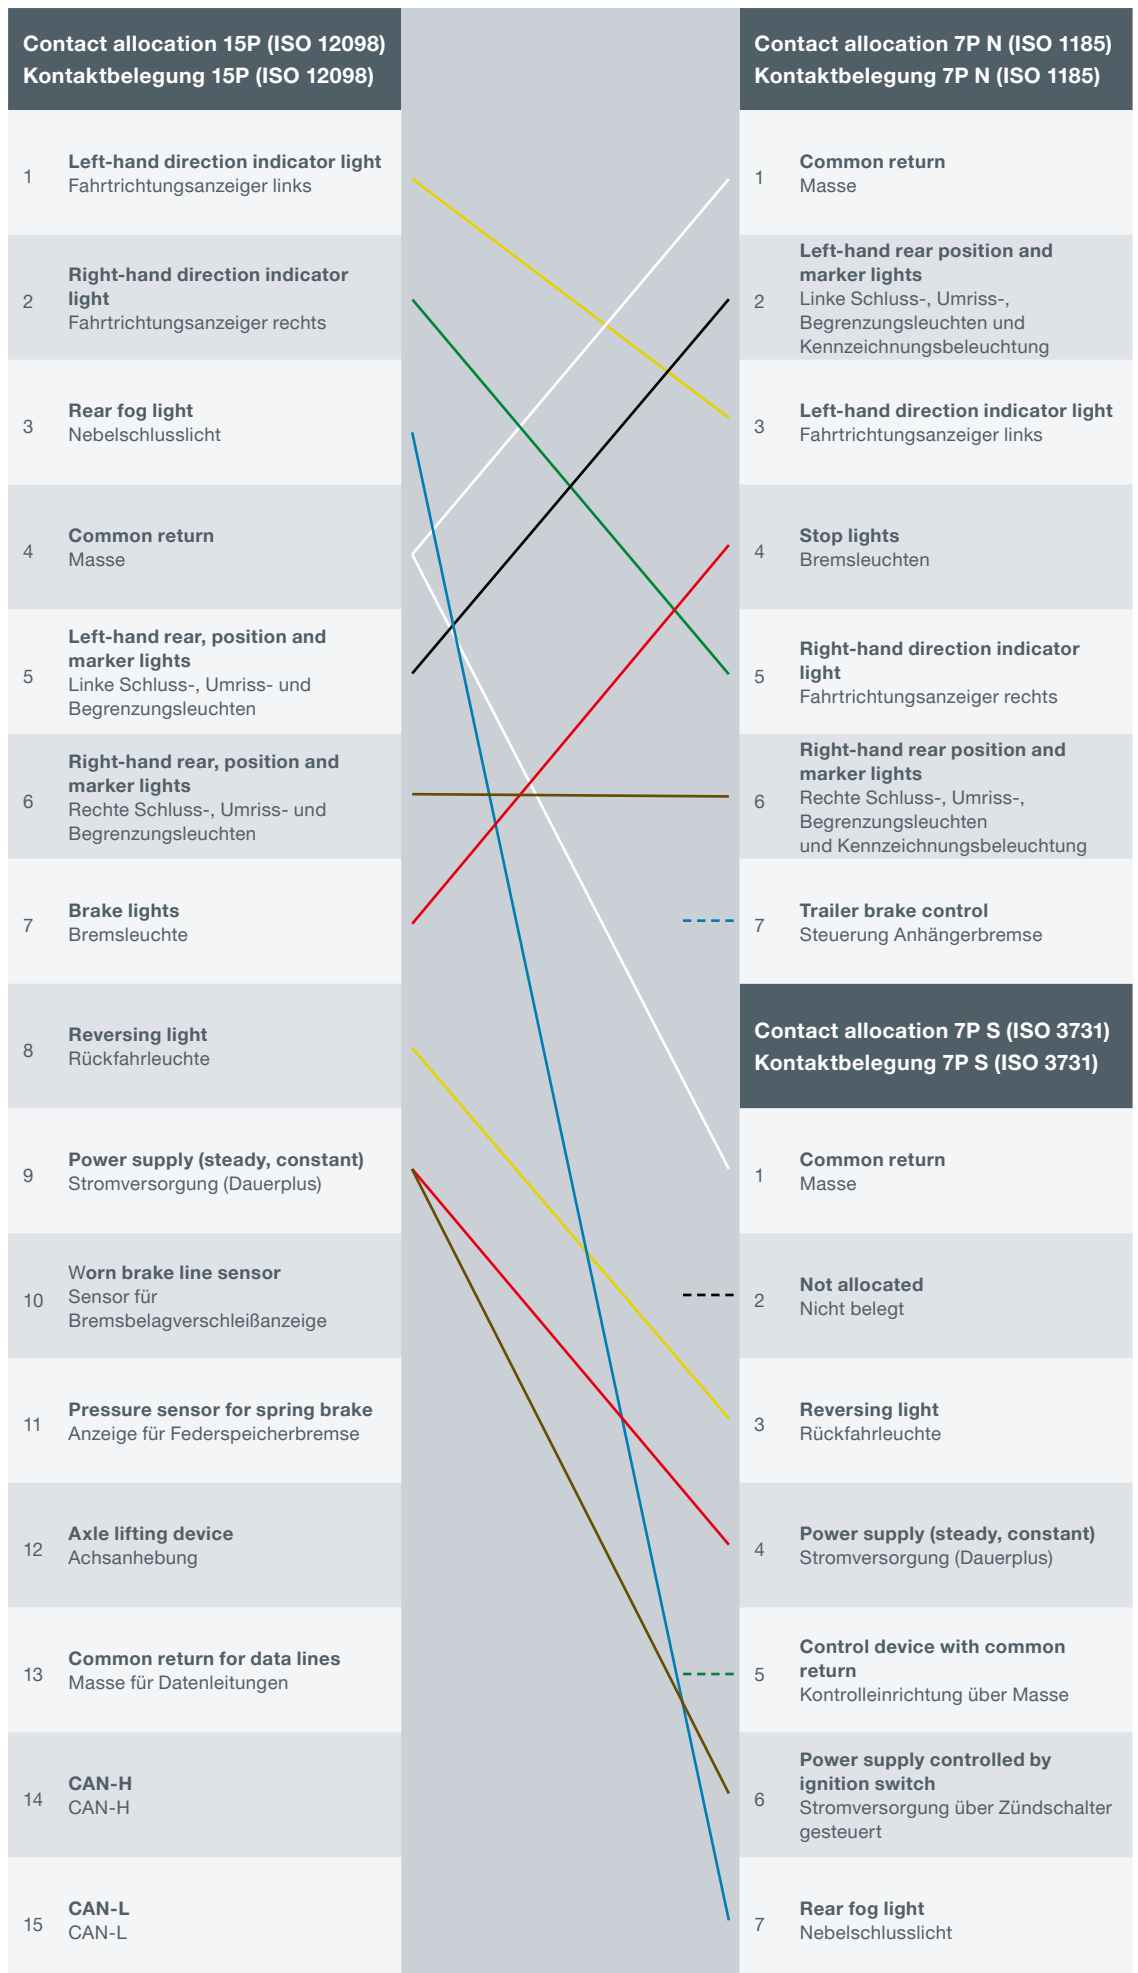 Contact allocation 15P (ISO 12098)
Kontaktbelegung 15P (ISO 12098)
1
Left-hand direction indicator light
Fahrtrichtungsanzeiger links
2
Right-hand direction indicator
light
Fahrtrichtungsanzeiger rechts
3
Rear fog light
Nebelschlusslicht
4
Common return
Masse
5
Left-hand rear, position and
marker lights
Linke Schluss-, Umriss- und
Begrenzungsleuchten
6
Right-hand rear, position and
marker lights
Rechte Schluss-, Umriss- und
Begrenzungsleuchten
7
Brake lights
Bremsleuchte
8
Reversing light
Rückfahrleuchte
9
Power supply (steady, constant)
Stromversorgung (Dauerplus)
10
Worn brake line sensor
Sensor für
Bremsbelagverschleißanzeige
11
Pressure sensor for spring brake
Anzeige für Federspeicherbremse
12
Axle lifting device
Achsanhebung
13
Common return for data lines
Masse für Datenleitungen
14
CAN-H
CAN-H
15
CAN-L
CAN-L
Contact allocation 7P N (ISO 1185)
Kontaktbelegung 7P N (ISO 1185)
1
Common return
Masse
2
Left-hand rear position and
marker lights
Linke Schluss-, Umriss-,
Begrenzungsleuchten und
Kennzeichnungsbeleuchtung
3
Left-hand direction indicator light
Fahrtrichtungsanzeiger links
4
Stop lights
Bremsleuchten
5
Right-hand direction indicator
light
Fahrtrichtungsanzeiger rechts
6
Right-hand rear position and
marker lights
Rechte Schluss-, Umriss-,
Begrenzungsleuchten
und Kennzeichnungsbeleuchtung
7
Trailer brake control
Steuerung Anhängerbremse
Contact allocation 7P S (ISO 3731)
Kontaktbelegung 7P S (ISO 3731)
1
Common return
Masse
2
Not allocated
Nicht belegt
3
Reversing light
Rückfahrleuchte
4
Power supply (steady, constant)
Stromversorgung (Dauerplus)
5
Control device with common
return
Kontrolleinrichtung über Masse
6
Power supply controlled by
ignition switch
Stromversorgung über Zündschalter
gesteuert
7
Rear fog light
Nebelschlusslicht